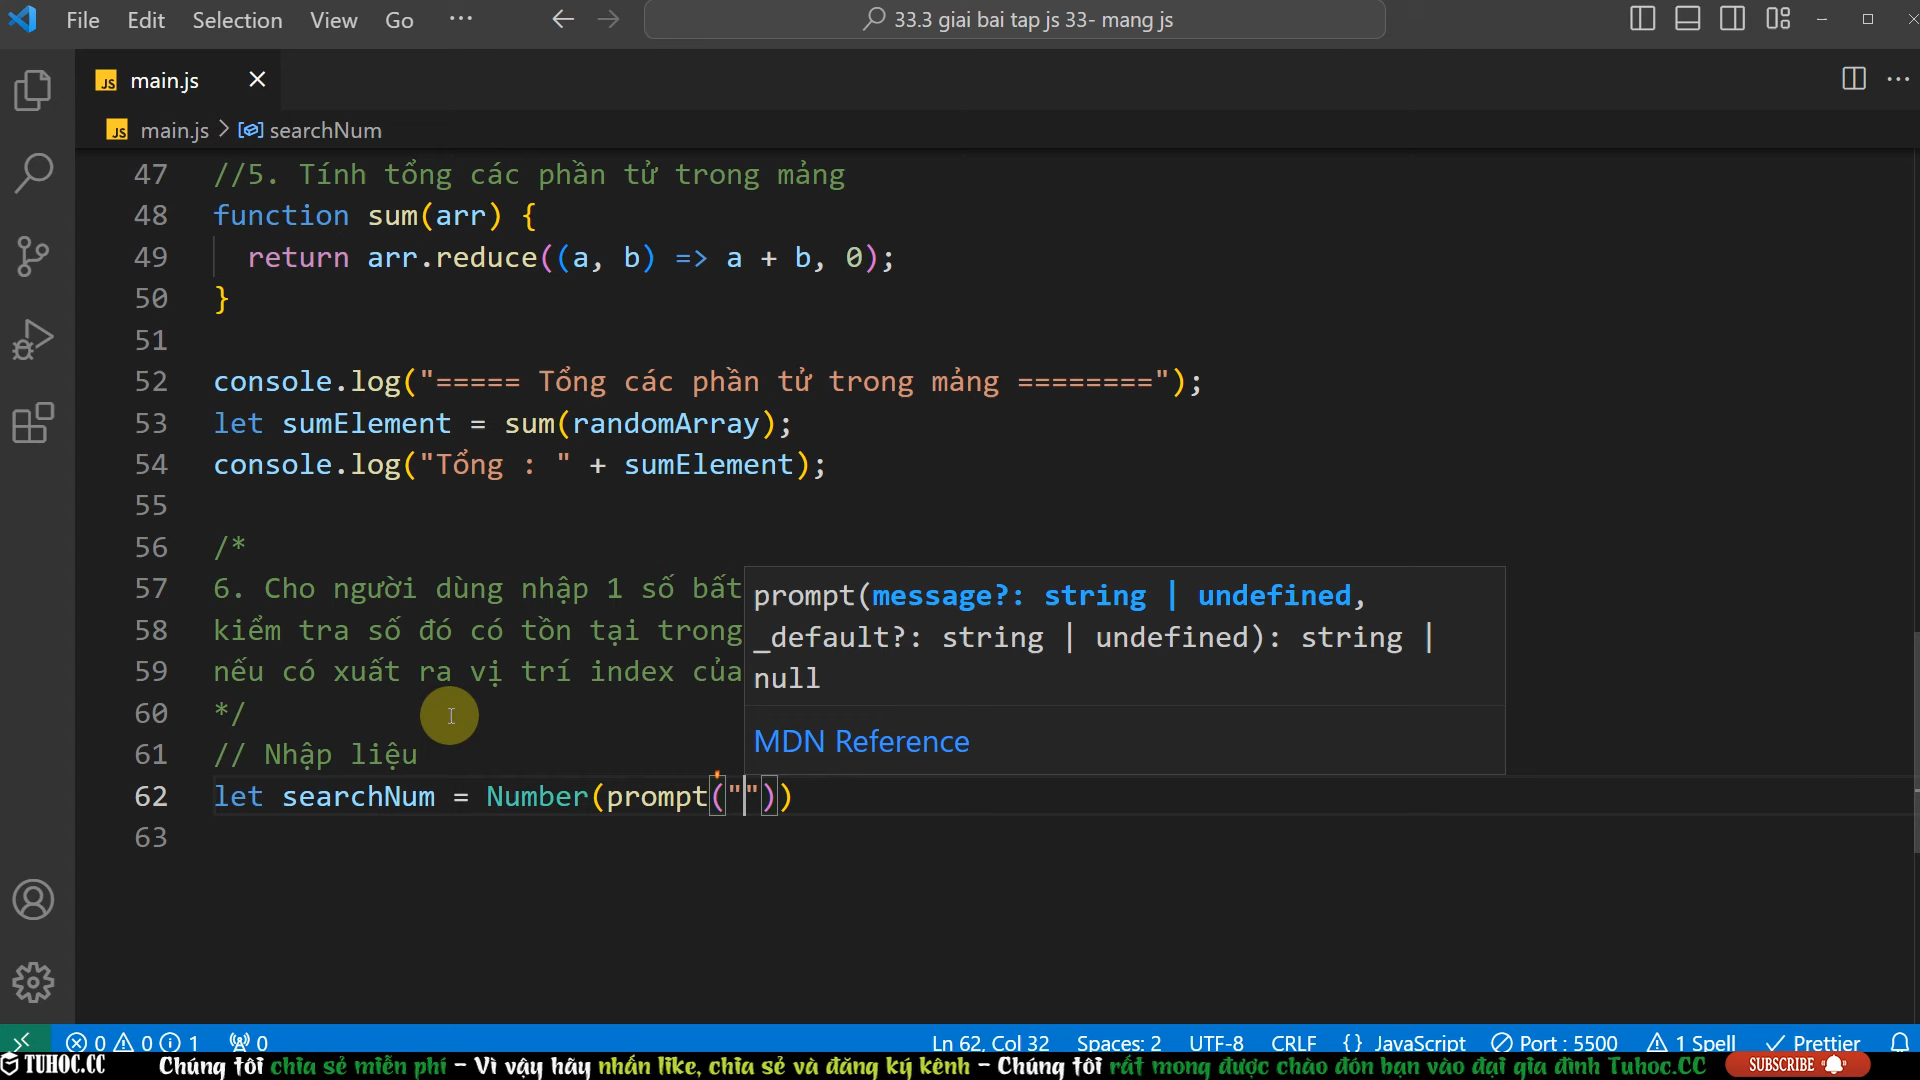 File Edit Selection View Go ··· 33.3 giai bai tap js 33- mang js
JS main.js
JS main.js > searchNum
47 //5. Tính tổng các phần tử trong mảng
48 function sum(arr) {
49 return arr.reduce((a, b) => a + b, 0);
50 }
51
52 console.log("===== Tổng các phần tử trong mảng ========");
53 let sumElement = sum(randomArray);
54 console.log("Tổng : " + sumElement);
55
56 /*
57 6. Cho người dùng nhập 1 số bất
58 kiểm tra số đó có tồn tại trong
59 nếu có xuất ra vị trí index của
60 */
61 // Nhập liệu
62 let searchNum = Number(prompt(""))
63
prompt(message?: string | undefined,
_default?: string | undefined): string |
null
MDN Reference
0 0 1 0 Ln 62, Col 32 Spaces: 2 UTF-8 CRLF {} JavaScript Port : 5500 1 Spell Prettier
TUHOC.CC Chúng tôi chia sẻ miễn phí - Vì vậy hãy nhấn like, chia sẻ và đăng ký kênh - Chúng tôi rất mong được chào đón bạn vào đại gia đình Tuhoc.CC SUBSCRIBE